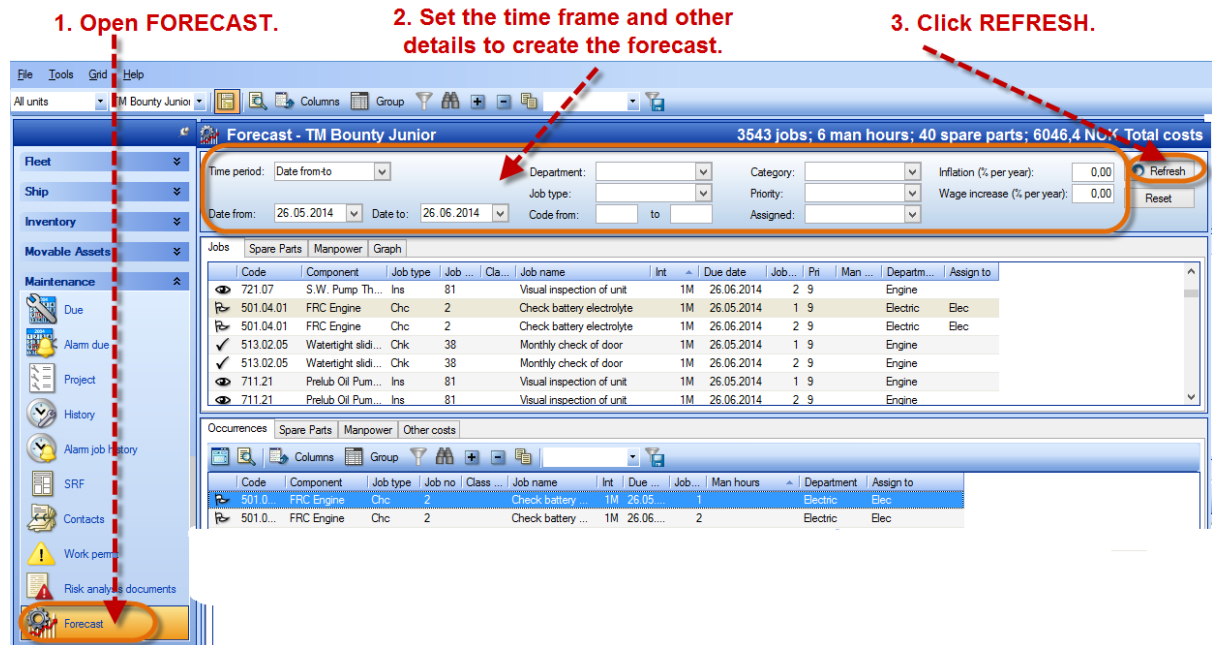 1. Open FORECAST.
2. Set the time frame and other
details to create the forecast.
3. Click REFRESH.
File Tools Grid Help
All units TM Bounty Junior Columns Group
Forecast - TM Bounty Junior 3543 jobs; 6 man hours; 40 spare parts; 6046,4 NOK Total costs
Fleet
Ship
Inventory
Movable Assets
Maintenance
Due
Alarm due
Project
History
Alarm job history
SRF
Contacts
Work permit
Risk analysis documents
Forecast
Time period: Date from-to Department: Category: Inflation (% per year): 0,00 Refresh
Job type: Priority: Wage increase (% per year): 0,00 Reset
Date from: 26.05.2014 Date to: 26.06.2014 Code from: to Assigned:
Jobs Spare Parts Manpower Graph
Code Component Job type Job ... Cla... Job name Int Due date Job... Pri Man ... Departm... Assign to
721.07 S.W. Pump Th... Ins 81 Visual inspection of unit 1M 26.06.2014 2 9 Engine
501.04.01 FRC Engine Chc 2 Check battery electrolyte 1M 26.05.2014 1 9 Electric Elec
501.04.01 FRC Engine Chc 2 Check battery electrolyte 1M 26.06.2014 2 9 Electric Elec
513.02.05 Watertight slidi... Chk 38 Monthly check of door 1M 26.05.2014 1 9 Engine
513.02.05 Watertight slidi... Chk 38 Monthly check of door 1M 26.06.2014 2 9 Engine
711.21 Prelub Oil Pum... Ins 81 Visual inspection of unit 1M 26.05.2014 1 9 Engine
711.21 Prelub Oil Pum... Ins 81 Visual inspection of unit 1M 26.06.2014 2 9 Engine
Occurrences Spare Parts Manpower Other costs
Columns Group
Code Component Job type Job no Class ... Job name Int Due ... Job... Man hours Department Assign to
501.0... FRC Engine Chc 2 Check battery ... 1M 26.05.... 1 Electric Elec
501.0... FRC Engine Chc 2 Check battery ... 1M 26.06.... 2 Electric Elec